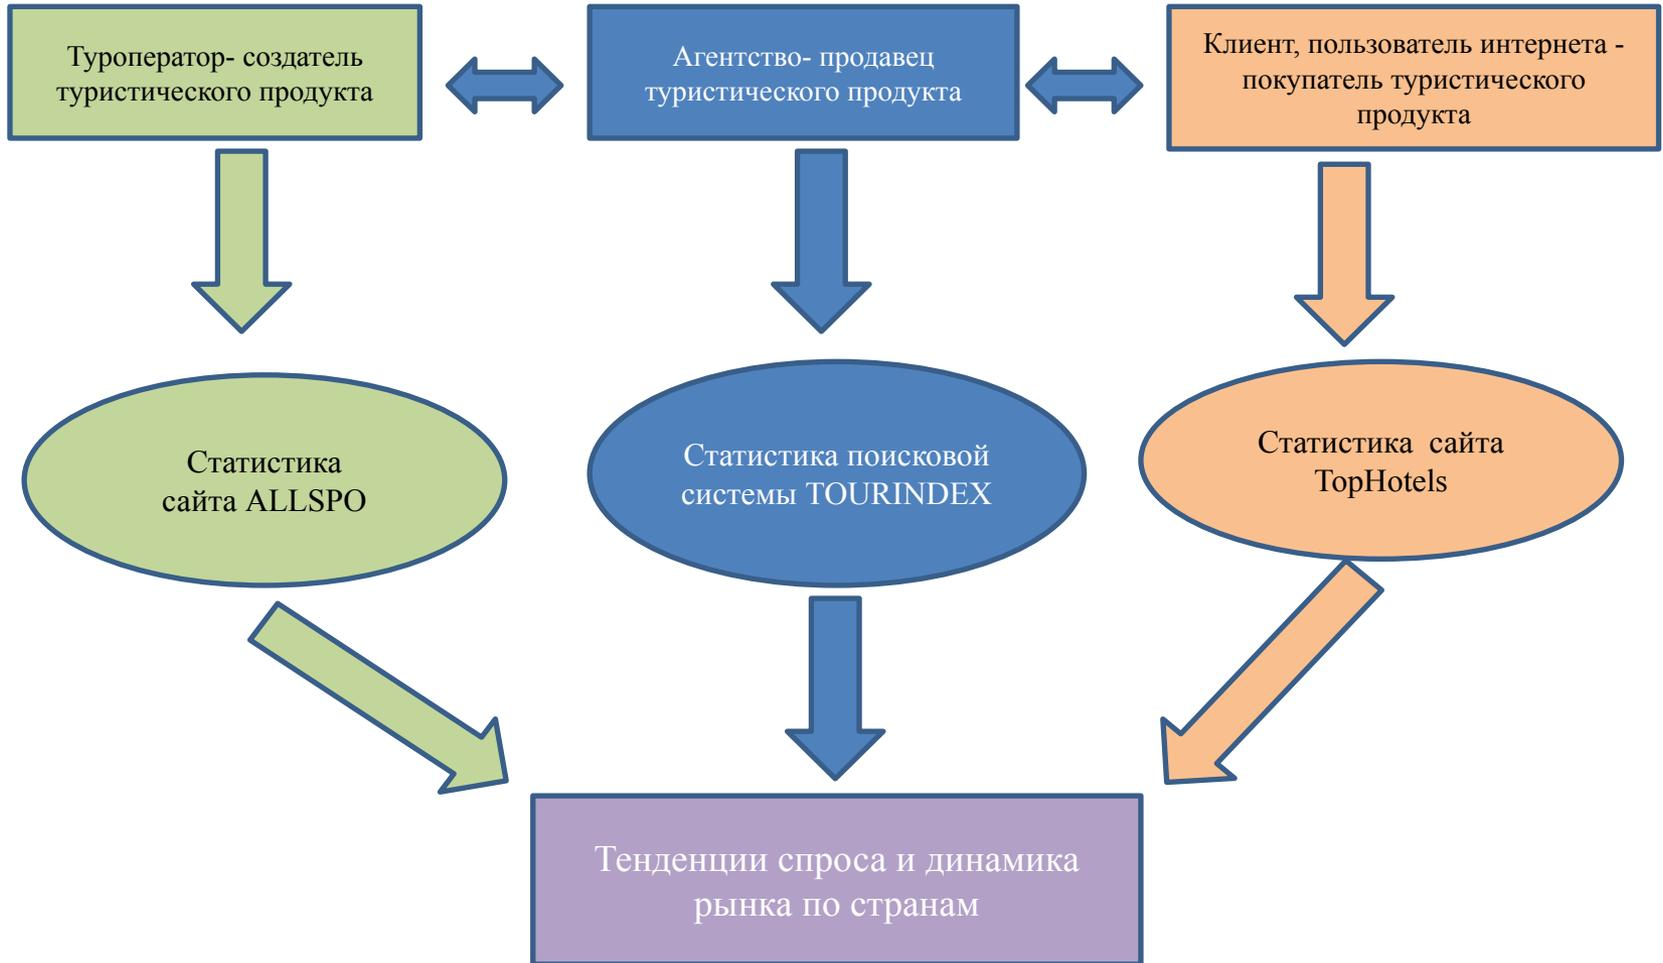 Туроператор- создатель
туристического продукта
Агентство- продавец
туристического продукта
Клиент, пользователь интернета -
покупатель туристического
продукта
Статистика
сайта ALLSPO
Статистика поисковой
системы TOURINDEX
Статистика  сайта
TopHotels
Тенденции спроса и динамика
рынка по странам